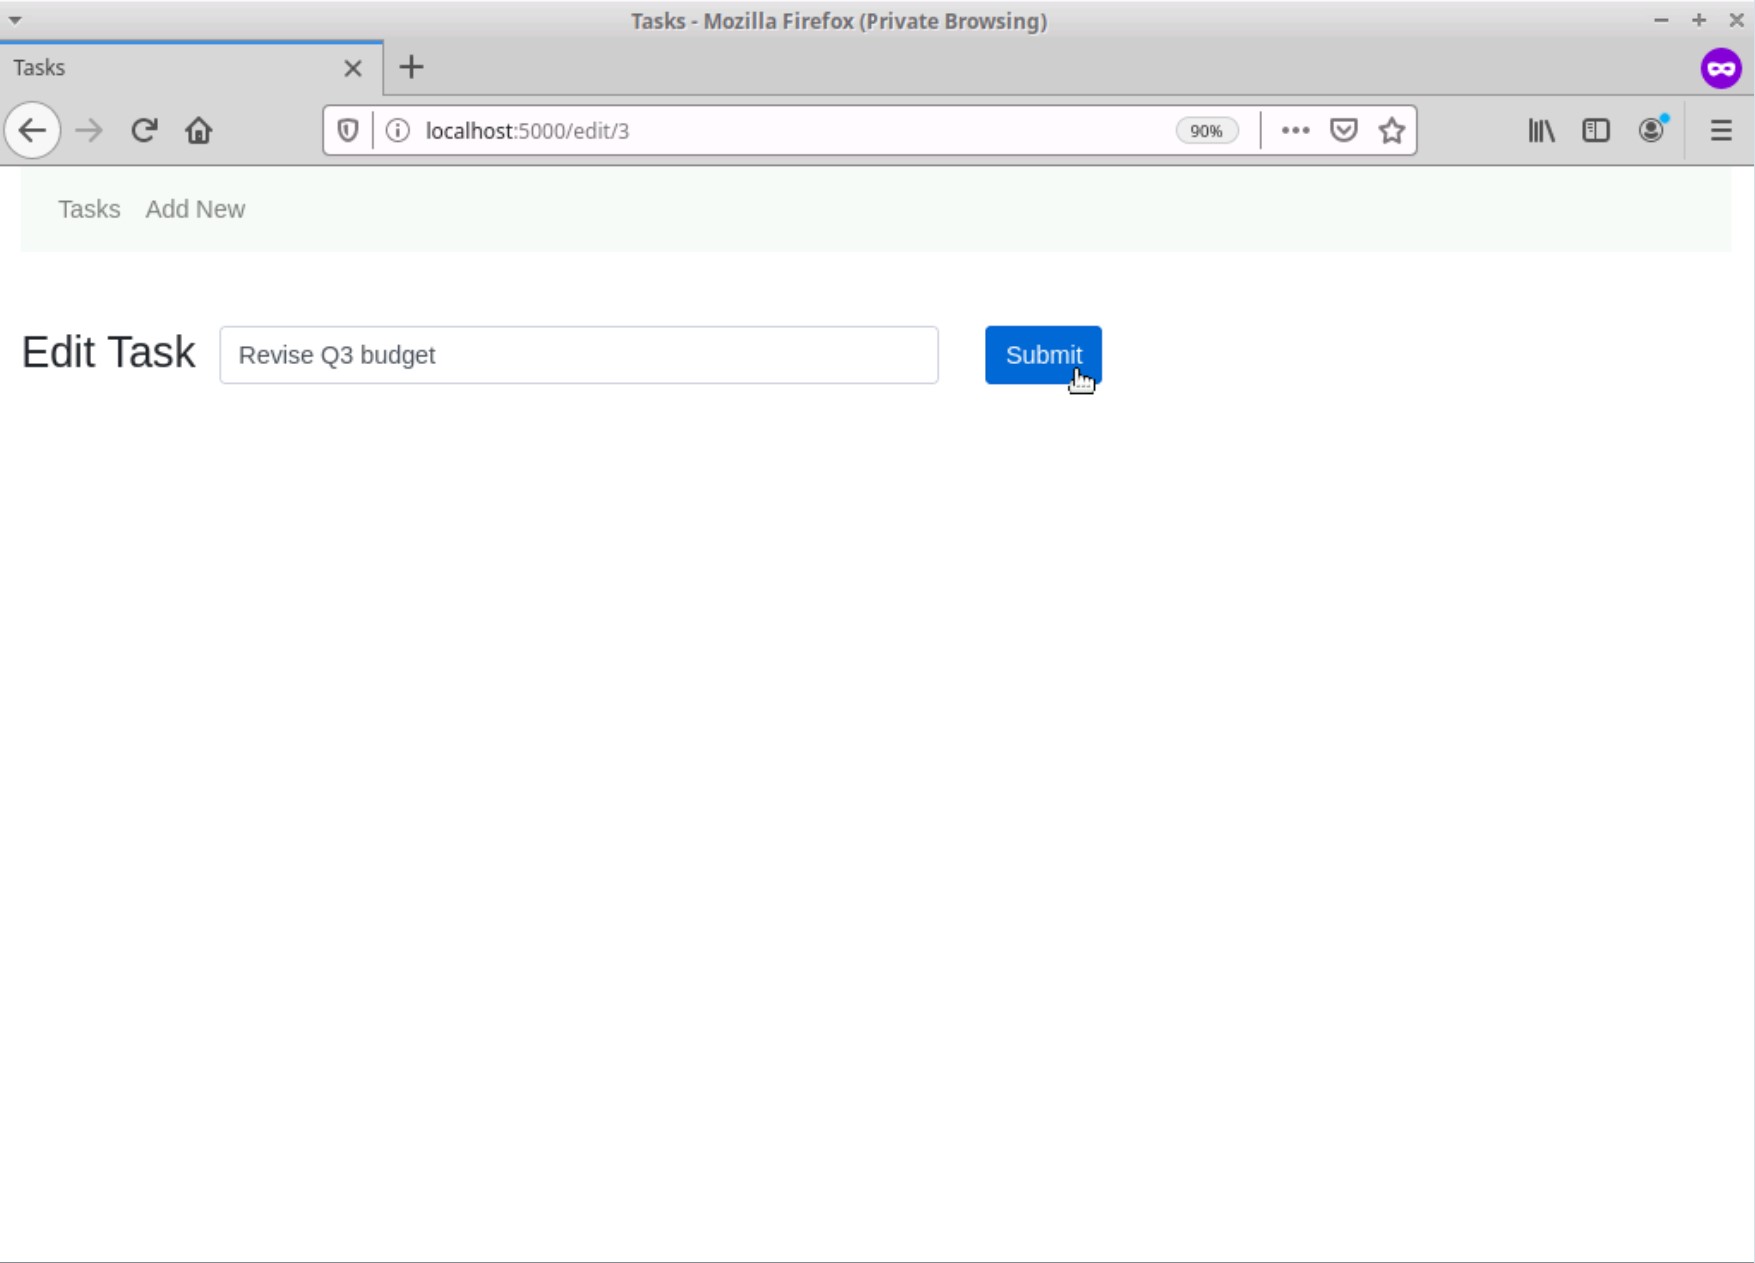 Tasks - Mozilla Firefox (Private Browsing)
Tasks
localhost:5000/edit/3 90%
Tasks Add New
Edit Task Revise Q3 budget Submit